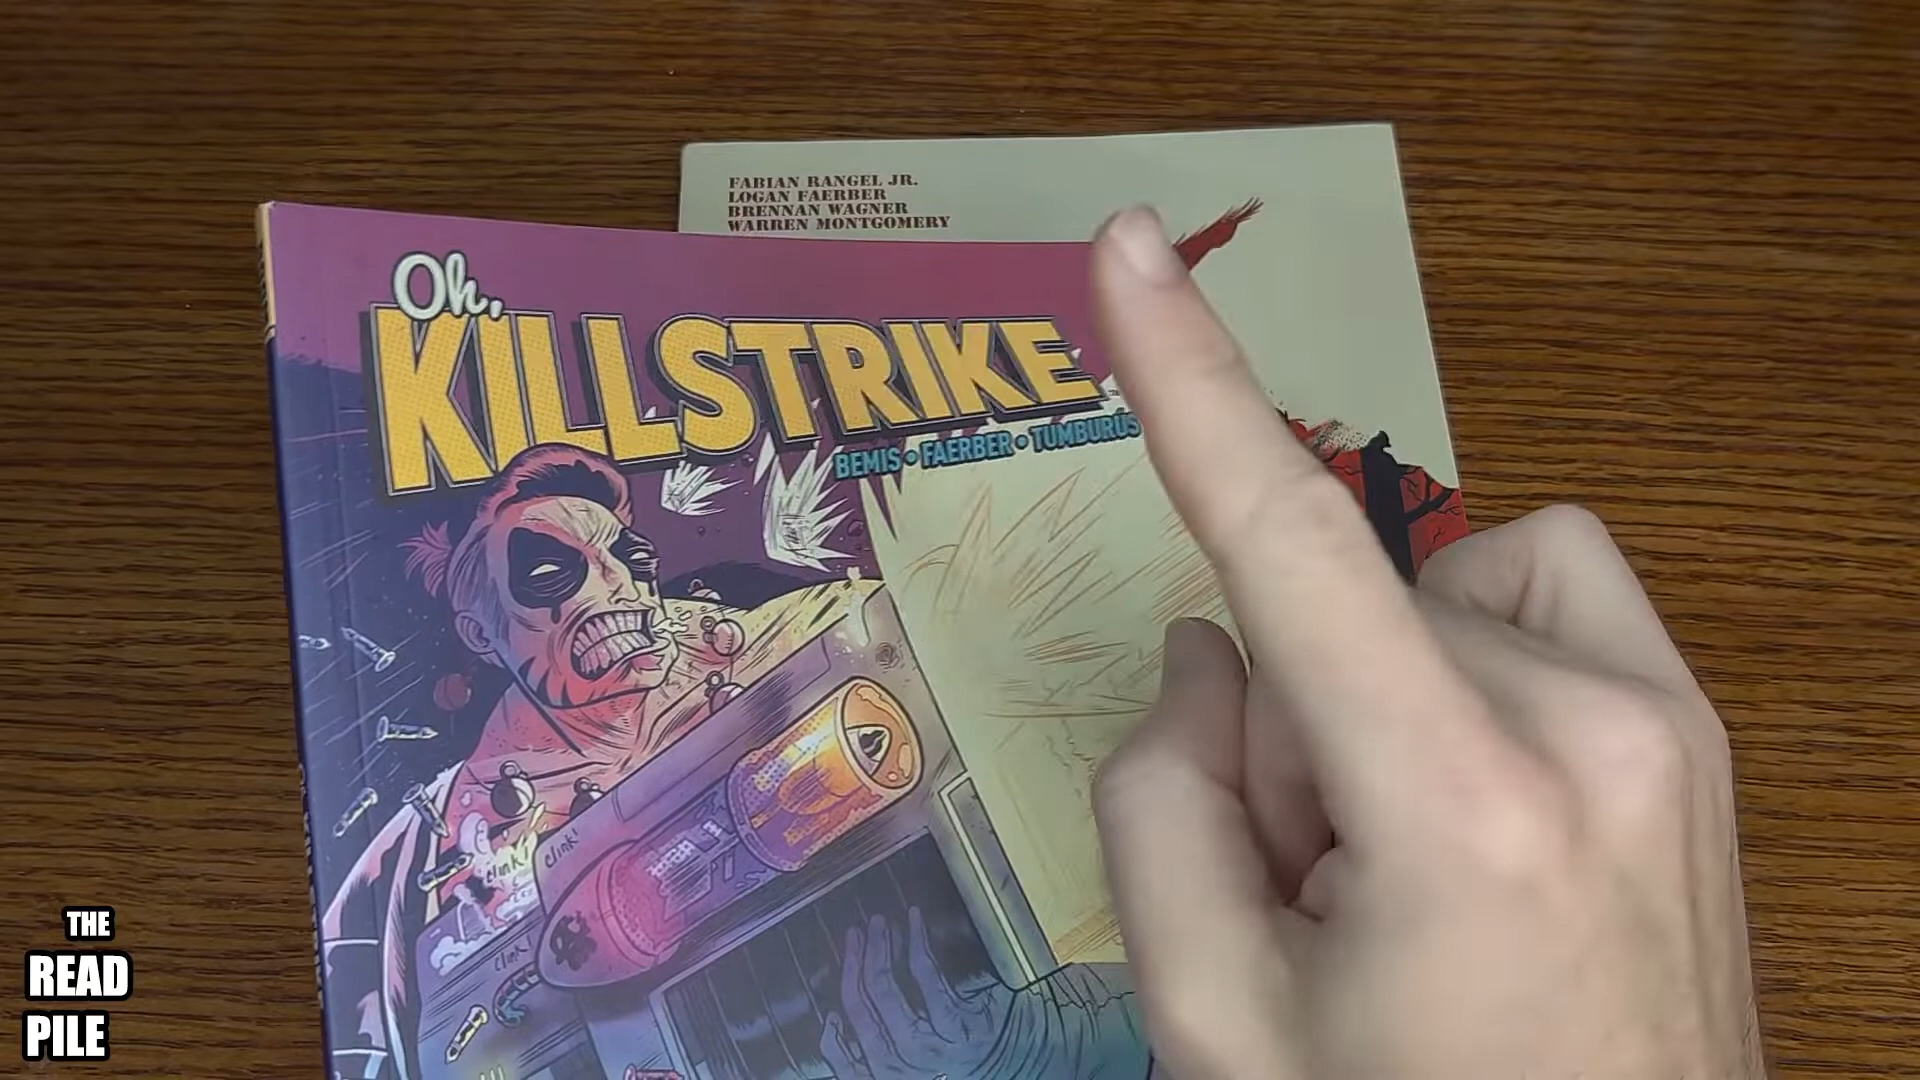 FABIAN RANGEL JR.
LOGAN FAERBER
BRENNAN WAGNER
WARREN MONTGOMERY
Oh,
KILLSTRIKE
BEMIS • FAERBER • TUMBURÚS
clink!
clink!
clink!
THE
READ
PILE